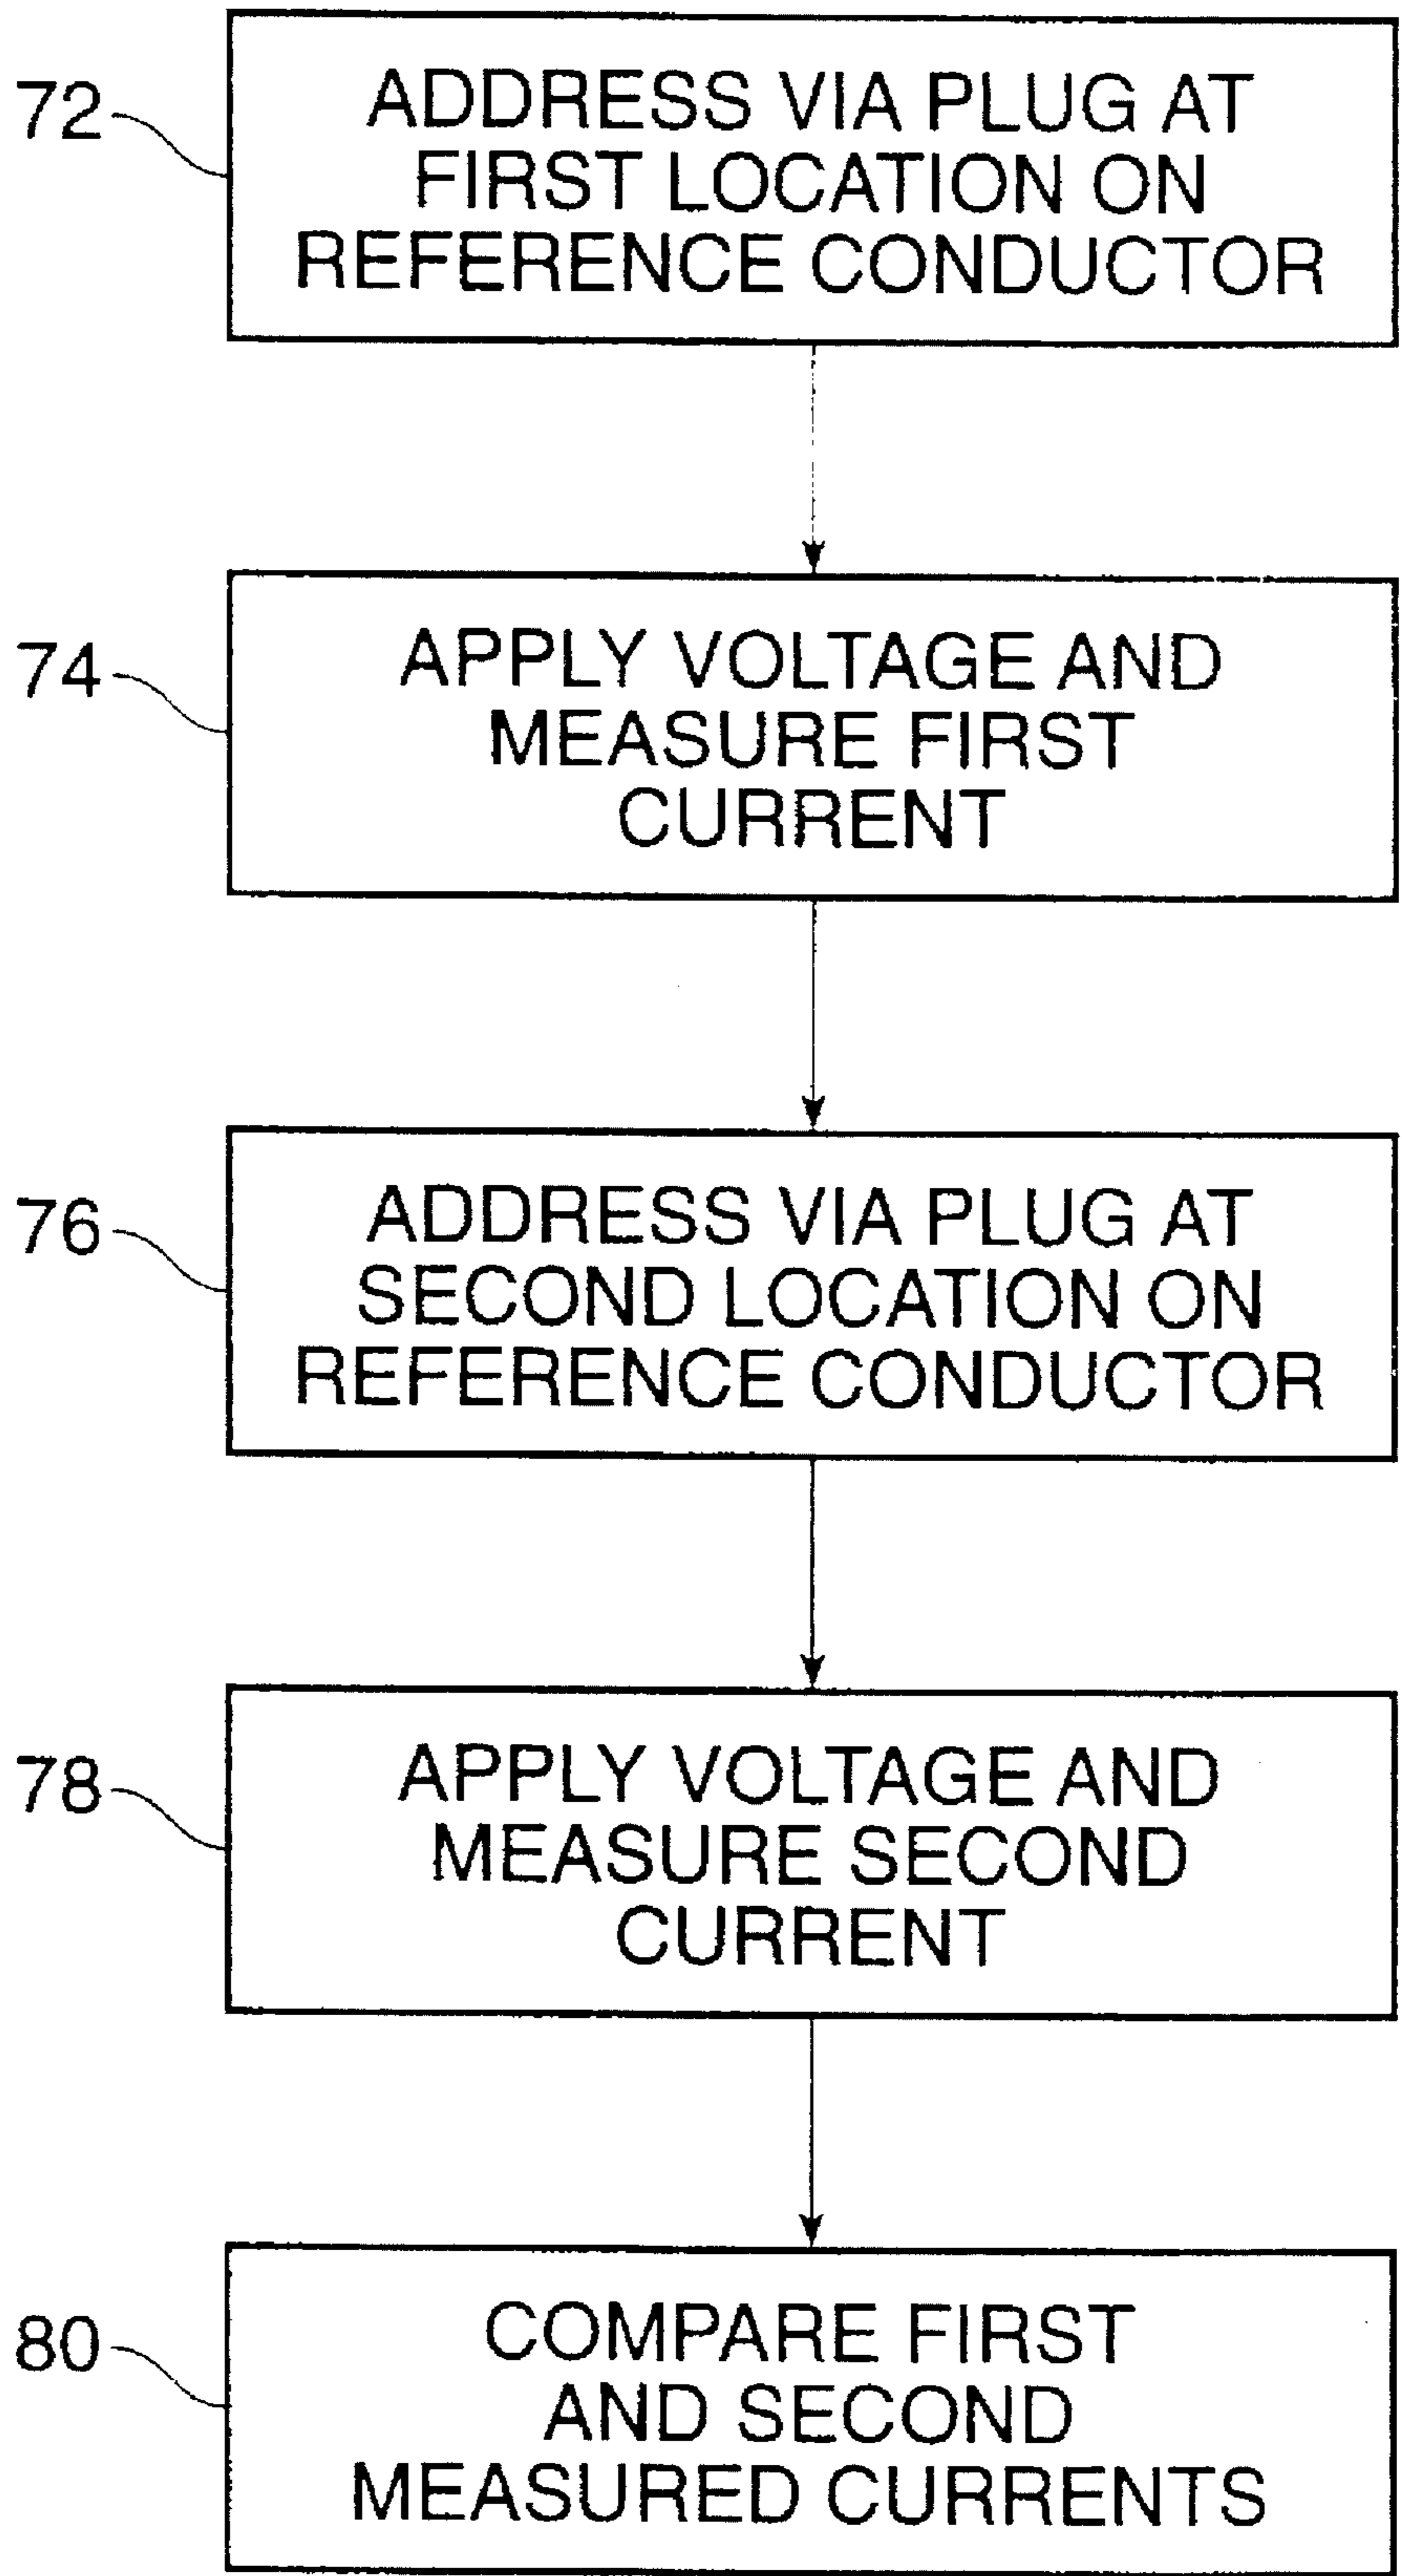 72
ADDRESS VIA PLUG AT
FIRST LOCATION ON
REFERENCE CONDUCTOR
74
APPLY VOLTAGE AND
MEASURE FIRST
CURRENT
76
ADDRESS VIA PLUG AT
SECOND LOCATION ON
REFERENCE CONDUCTOR
78
APPLY VOLTAGE AND
MEASURE SECOND
CURRENT
80
COMPARE FIRST
AND SECOND
MEASURED CURRENTS